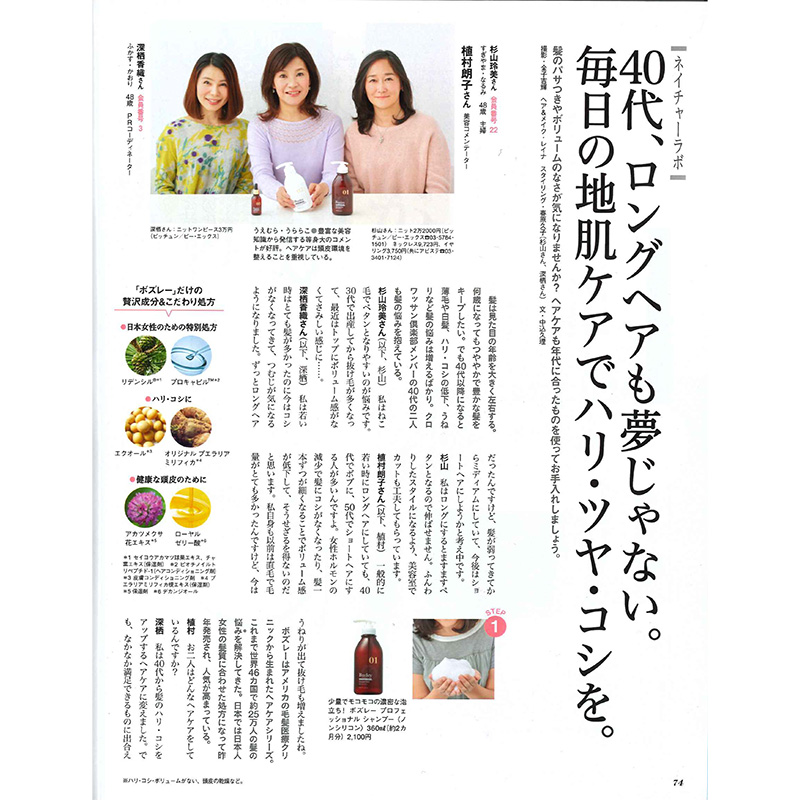 ネイチャーラボ
40代、ロングヘアも夢じゃない。
毎日の地肌ケアでハリ・ツヤ・コシを。
髪のパサつきやボリュームのなさが気になりませんか? ヘアケアも年代に合ったものを使ってお手入れしましょう。
杉山玲美さん 会員番号22
すぎやま・なるみ 48歳 主婦
植村朗子さん 美容コメンテーター
深栖香織さん 会員番号3
ふかす・かおり 48歳 PRコーディネーター
杉山さん:ニット2万2000円(ピッ
チュン/ビー・エックス☎03-5784-
1501) ネックレス9,723円、イヤ
リング3,750円(共にアビステ☎03-
3401-7124)
うえむら・うららこ●豊富な美容
知識から発信する等身大のコメン
トが好評。ヘアケアは頭皮環境を
整えることを重視している。
深栖さん:ニットワンピース3万円
(ピッチュン/ビー・エックス)
髪は見た目の年齢を大きく左右する。
何歳になってもつややかで豊かな髪を
キープしたい。でも40代以降になると
薄毛や白髪、ハリ・コシの低下、うね
りなど髪の悩みは増えるばかり。クロ
ワッサン倶楽部メンバーの40代の二人
も髪の悩みを抱えている。
杉山玲美さん(以下、杉山) 私はねこ
毛でペタンとなりやすいのが悩みです。
30代で出産してから抜け毛が多くなっ
て、最近はトップにボリューム感がな
くてさみしい感じに……。
深栖香織さん(以下、深栖) 私は若い
時はとても髪が多かったのに今はコシ
がなくなってきて、つむじが気になる
ようになりました。ずっとロングヘア
だったんですけど、髪が弱ってきてか
らミディアムにしていて、今後はショ
ートヘアにしようかと考え中です。
杉山 私はロングにするとますますペ
タンとなるので伸ばせません。ふんわ
りしたスタイルになるよう、美容室で
カットも工夫してもらっています。
植村朗子さん(以下、植村) 一般的に
若い時にロングヘアにしていても、40
代でボブに、50代でショートヘアにす
る人が多いんですよ。女性ホルモンの
減少で髪にコシがなくなったり、髪一
本ずつが細くなることでボリューム感
が低下して、そうせざるを得ないのだ
と思います。私自身も以前は直毛で毛
量がとても多かったんですけど、今は
うねりが出て抜け毛も増えましたね。
ボズレーはアメリカの毛髪医療クリ
ニックから生まれたヘアケアシリーズ。
これまで世界46カ国で約25万人の髪の
悩み※を解決してきた。日本では日本人
女性の髪質に合わせた処方になって昨
年発売され、人気が高まっている。
植村 お二人はどんなヘアケアをして
いるんですか?
深栖 私は40代から髪のハリ・コシを
アップするヘアケアに変えました。で
も、なかなか満足できるものに出合え
「ボズレー」だけの
贅沢成分&こだわり処方
●日本女性のための特別処方
リデンシル®*1
プロキャピル™*2
●ハリ・コシに
エクオール*3
オリジナル プエラリア
ミリフィカ*4
●健康な頭皮のために
アカツメクサ
花エキス*5
ローヤル
ゼリー酸*6
*1 セイヨウアカマツ球果エキス、チャ
葉エキス(保湿剤) *2 ビオチノイルト
リペプチド-1(ヘアコンディショニング剤)
*3 皮膚コンディショニング剤 *4 プ
エラリアミリフィカ根エキス(保湿剤)
*5 保湿剤 *6 デカンジオール
STEP
1
01
Bosley
少量でモコモコの濃密な泡
立ち! ボズレー プロフェ
ッショナル シャンプー(ノ
ンシリコン) 360ml(約2カ
月分) 2,100円
※ハリ・コシ・ボリュームがない、頭皮の乾燥など。
74